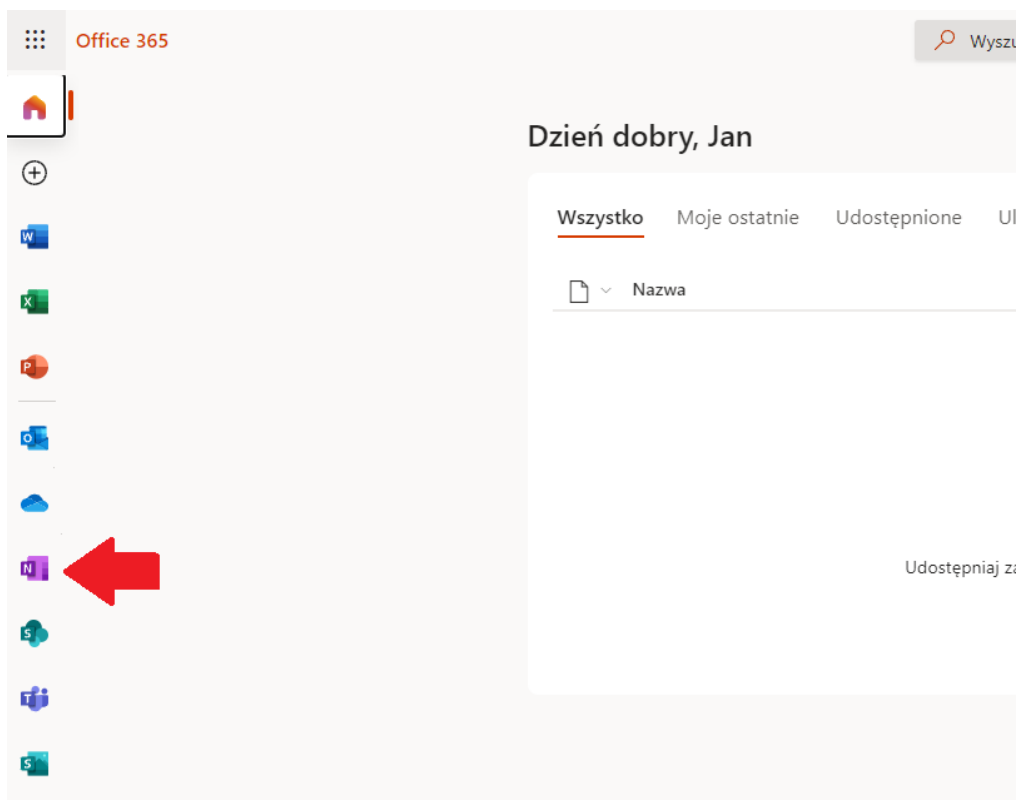 Office 365
Wyszu
Dzień dobry, Jan
Wszystko Moje ostatnie Udostępnione Ul
Nazwa
W
X
P
O
Udostępniaj za
N
S
T
S